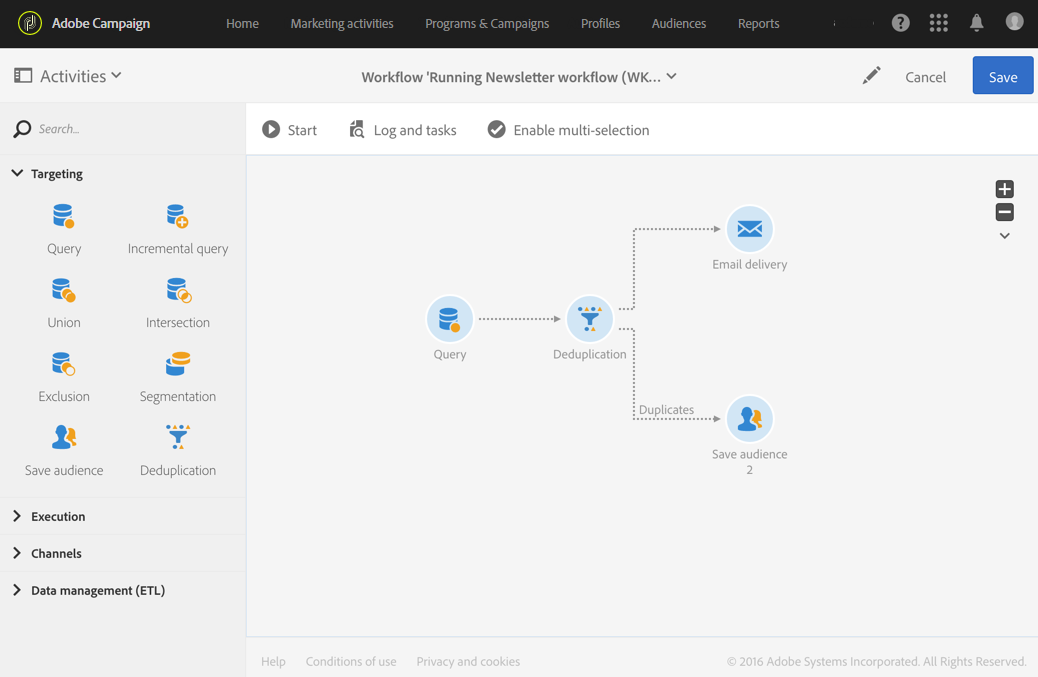 Adobe Campaign
Home
Marketing activities
Programs & Campaigns
Profiles
Audiences
Reports
Activities
Workflow 'Running Newsletter workflow (WK...
Cancel
Save
Search...
Start
Log and tasks
Enable multi-selection
Targeting
Query
Incremental query
Union
Intersection
Exclusion
Segmentation
Save audience
Deduplication
Execution
Channels
Data management (ETL)
Email delivery
Query
Deduplication
Duplicates
Save audience
2
Help
Conditions of use
Privacy and cookies
© 2016 Adobe Systems Incorporated. All Rights Reserved.